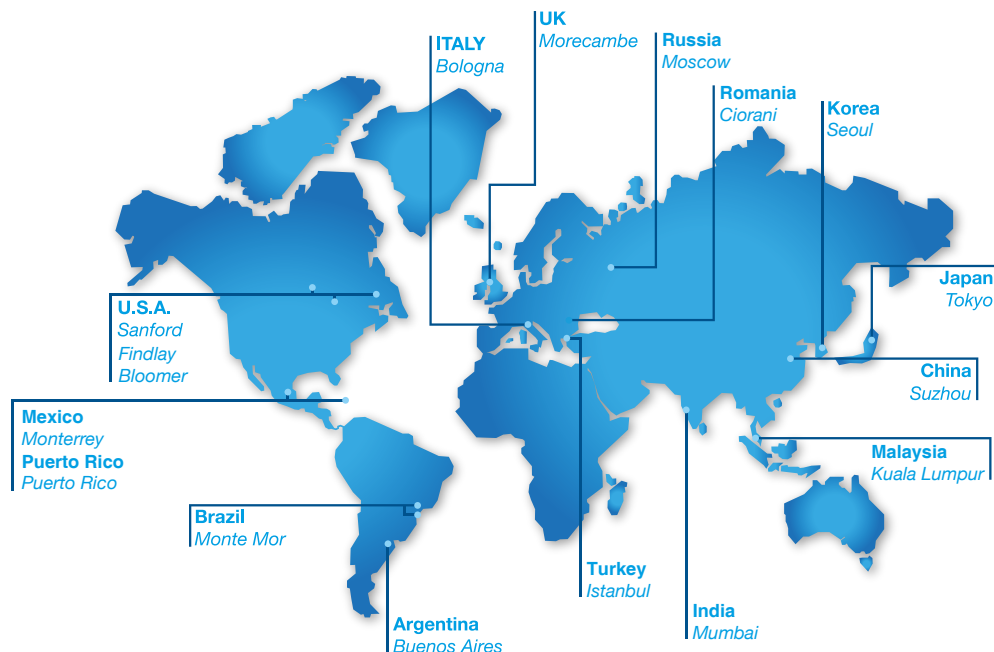 UK
Morecambe
ITALY
Bologna
Russia
Moscow
Romania
Ciorani
Korea
Seoul
Japan
Tokyo
U.S.A.
Sanford
Findlay
Bloomer
China
Suzhou
Mexico
Monterrey
Puerto Rico
Puerto Rico
Malaysia
Kuala Lumpur
Brazil
Monte Mor
Turkey
Istanbul
India
Mumbai
Argentina
Buenos Aires